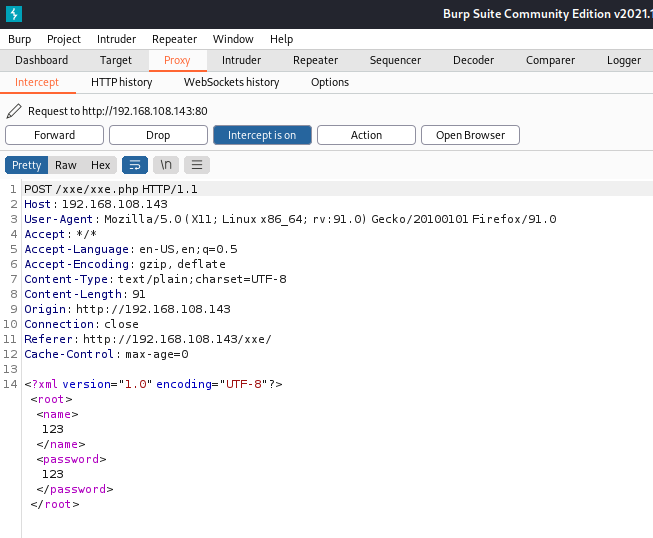 Burp Suite Community Edition v2021.1
Burp Project Intruder Repeater Window Help
Dashboard Target Proxy Intruder Repeater Sequencer Decoder Comparer Logger
Intercept HTTP history WebSockets history Options
Request to http://192.168.108.143:80
Forward Drop Intercept is on Action Open Browser
Pretty Raw Hex \n
1 POST /xxe/xxe.php HTTP/1.1
2 Host: 192.168.108.143
3 User-Agent: Mozilla/5.0 (X11; Linux x86_64; rv:91.0) Gecko/20100101 Firefox/91.0
4 Accept: */*
5 Accept-Language: en-US,en;q=0.5
6 Accept-Encoding: gzip, deflate
7 Content-Type: text/plain;charset=UTF-8
8 Content-Length: 91
9 Origin: http://192.168.108.143
10 Connection: close
11 Referer: http://192.168.108.143/xxe/
12 Cache-Control: max-age=0
13
14 <?xml version="1.0" encoding="UTF-8"?>
<root>
<name>
123
</name>
<password>
123
</password>
</root>